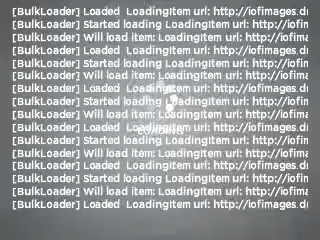 [BulkLoader] Loaded LoadingItem url: http://iofimages.d
[BulkLoader] Started loading LoadingItem url: http://iofin
[BulkLoader] Will load item: LoadingItem url: http://iofima
[BulkLoader] Loaded LoadingItem url: http://iofimages.d
[BulkLoader] Started loading LoadingItem url: http://iofin
[BulkLoader] Will load item: LoadingItem url: http://iofima
[BulkLoader] Loaded LoadingItem url: http://iofimages.d
[BulkLoader] Started loading LoadingItem url: http://iofin
[BulkLoader] Will load item: LoadingItem url: http://iofima
[BulkLoader] Loaded LoadingItem url: http://iofimages.d
[BulkLoader] Started loading LoadingItem url: http://iofin
[BulkLoader] Will load item: LoadingItem url: http://iofima
[BulkLoader] Loaded LoadingItem url: http://iofimages.d
[BulkLoader] Started loading LoadingItem url: http://iofin
[BulkLoader] Will load item: LoadingItem url: http://iofima
[BulkLoader] Loaded LoadingItem url: http://iofimages.d